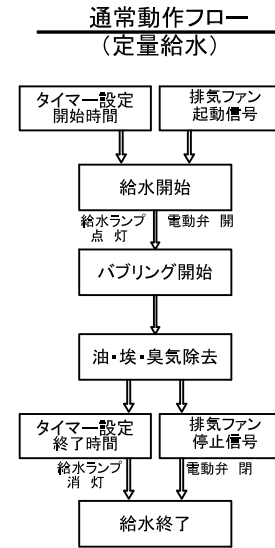 通常動作フロー
(定量給水)
タイマー設定
開始時間
排気ファン
起動信号
給水開始
給水ランプ
点 灯
電動弁 開
バブリング開始
油・埃・臭気除去
タイマー設定
終了時間
排気ファン
停止信号
給水ランプ
消 灯
電動弁 閉
給水終了